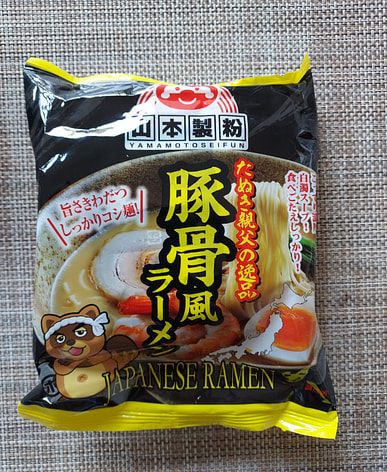 山本製粉
YAMAMOTOSEIFUN
たぬき親父の逸品
豚骨風
ラーメン
旨さきわだつ
しっかりコシ麺!
白濁スープ!
食べごたえしっかり!
JAPANESE RAMEN